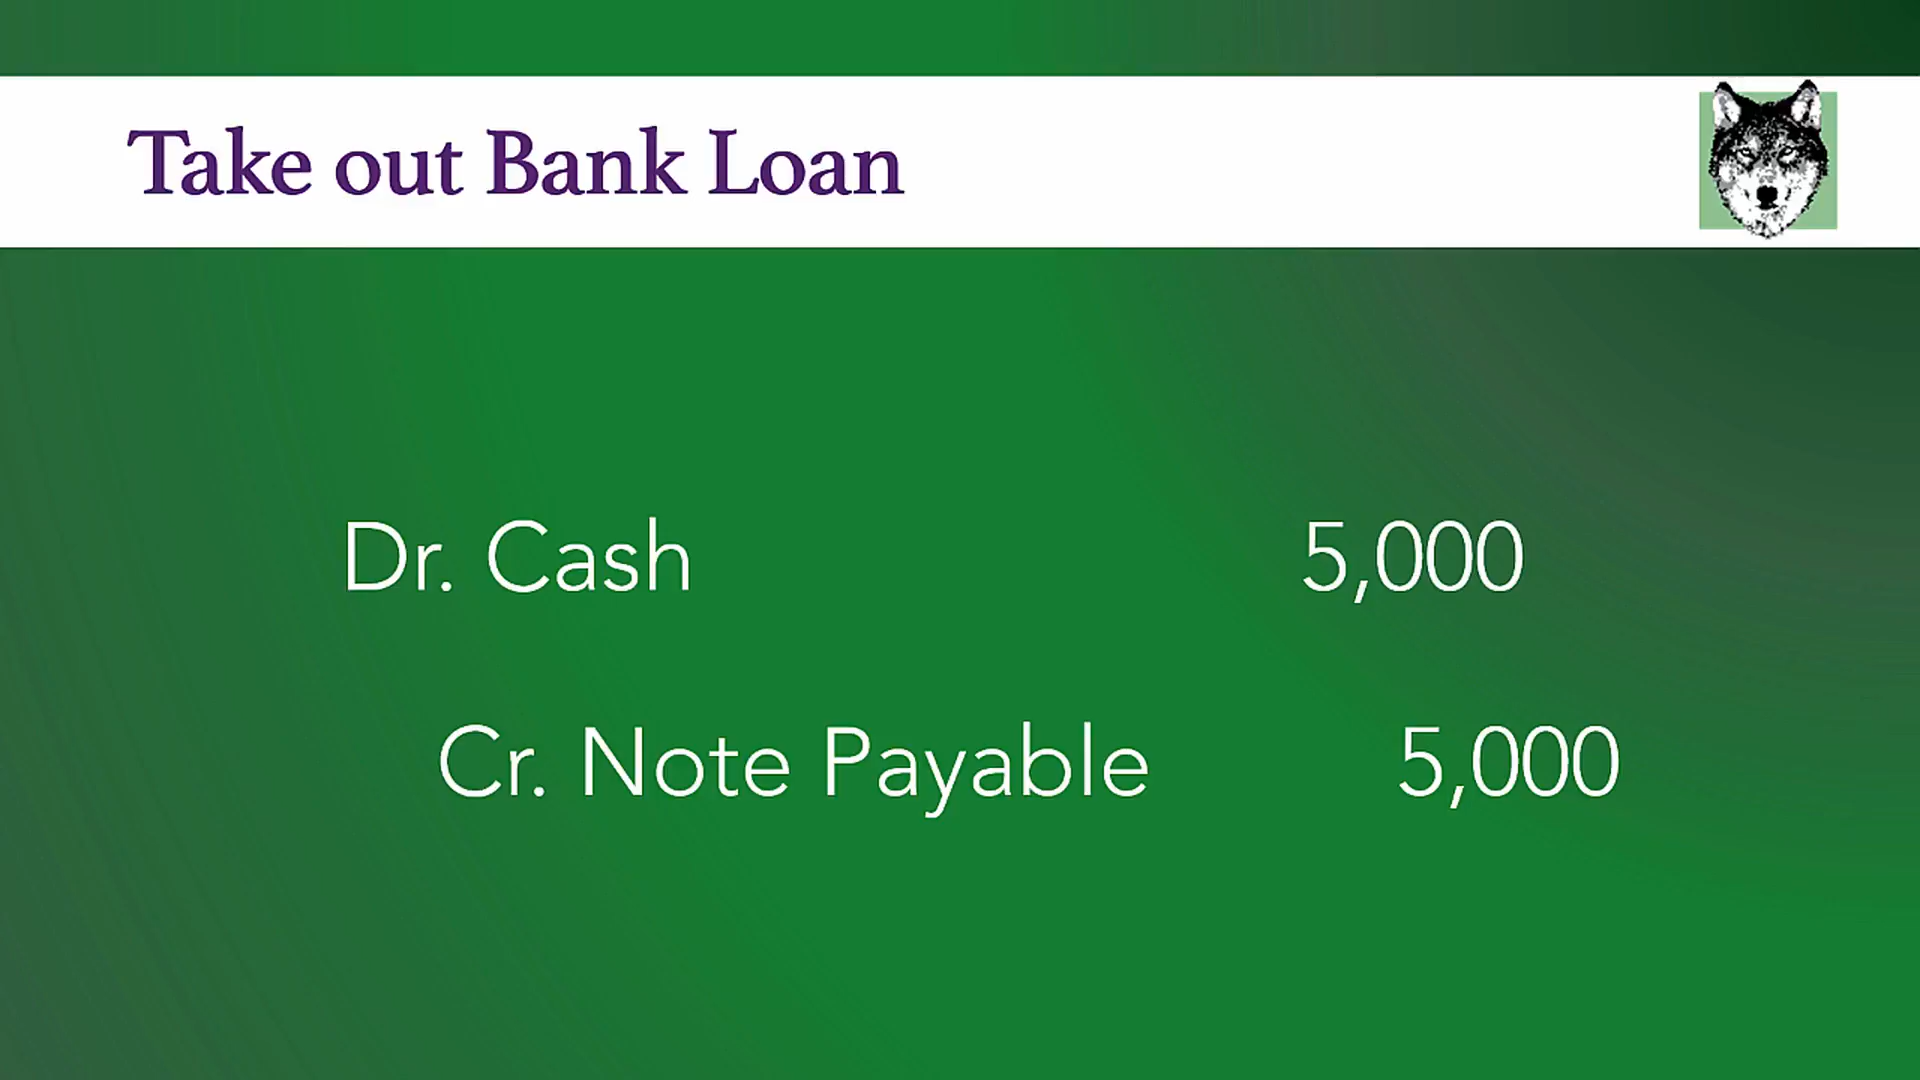 Take out Bank Loan
Dr. Cash 5,000
Cr. Note Payable 5,000